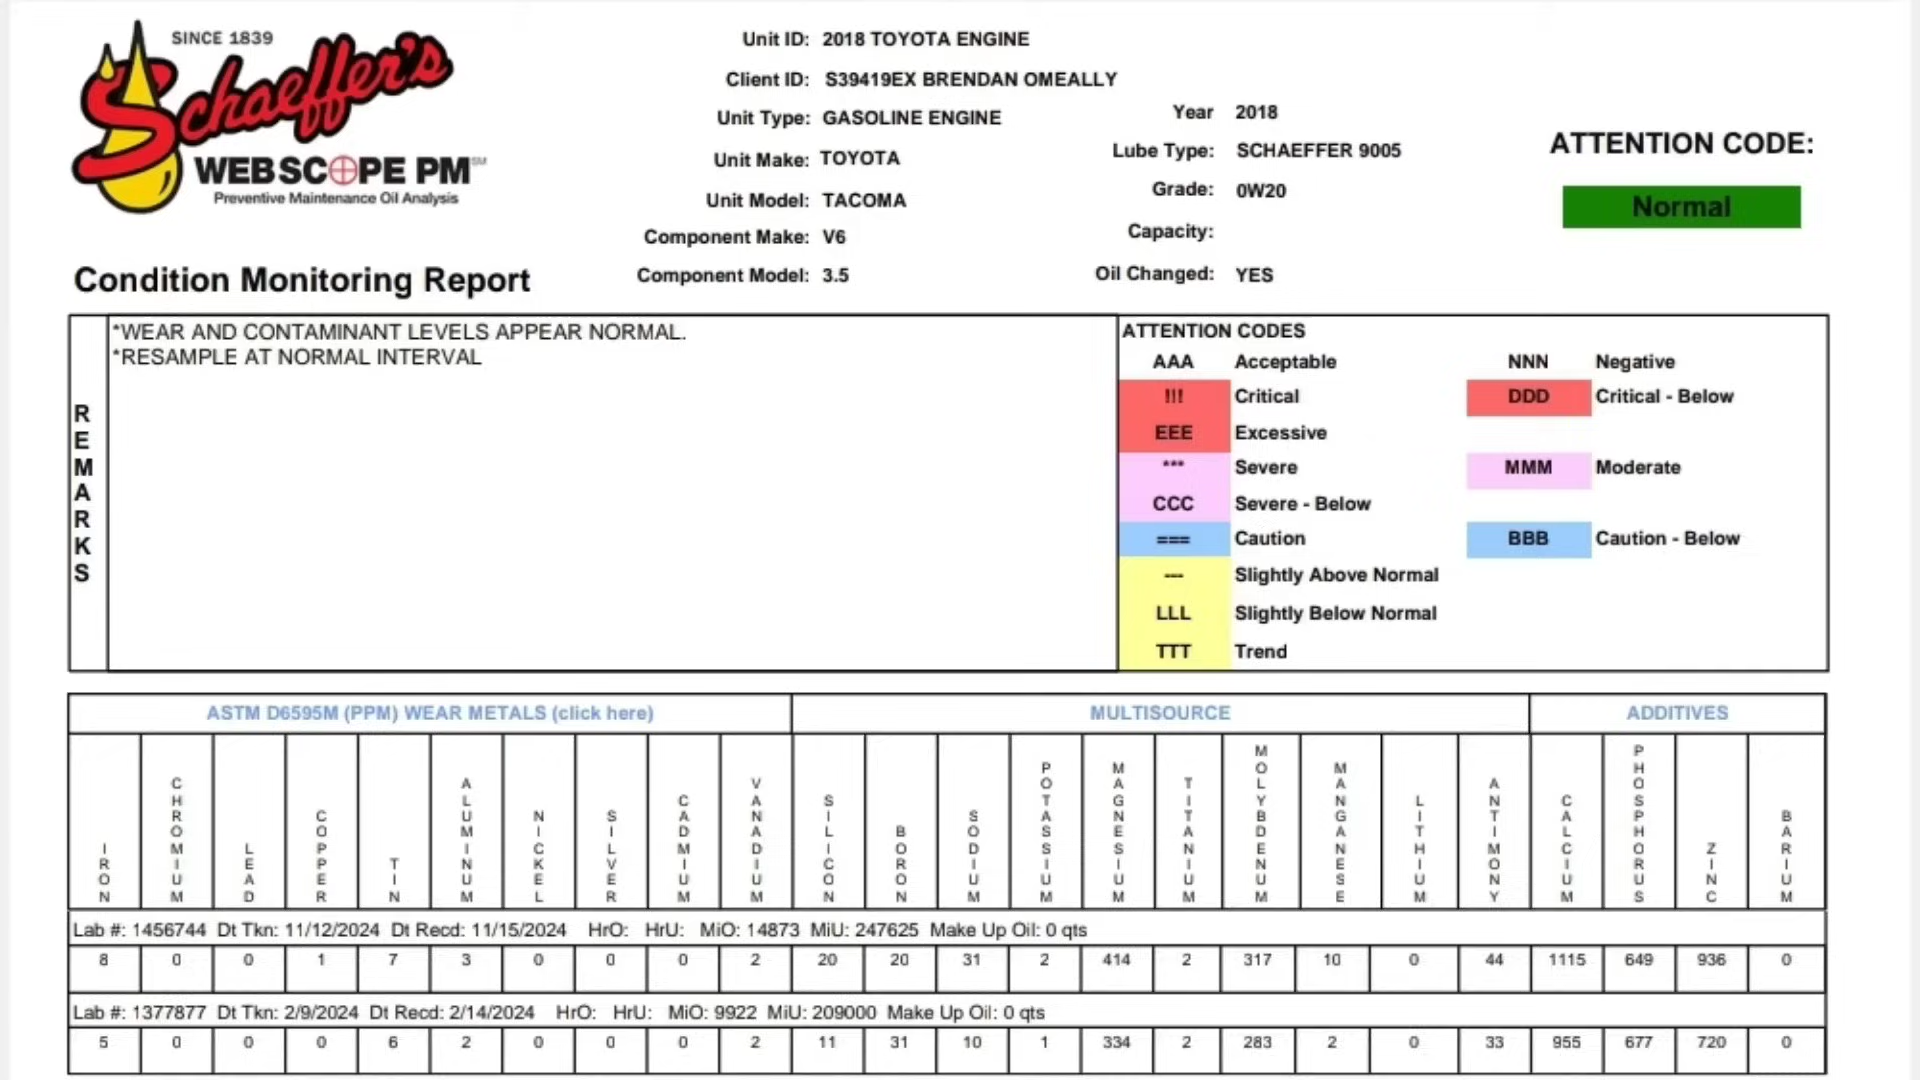 SINCE 1839
Schaeffer's
WEBSCOPE PM SM
Preventive Maintenance Oil Analysis
Condition Monitoring Report
Unit ID: 2018 TOYOTA ENGINE
Client ID: S39419EX BRENDAN OMEALLY
Unit Type: GASOLINE ENGINE
Unit Make: TOYOTA
Unit Model: TACOMA
Component Make: V6
Component Model: 3.5
Year 2018
Lube Type: SCHAEFFER 9005
Grade: 0W20
Capacity:
Oil Changed: YES
ATTENTION CODE:
Normal
REMARKS
*WEAR AND CONTAMINANT LEVELS APPEAR NORMAL.
*RESAMPLE AT NORMAL INTERVAL
ATTENTION CODES
AAA Acceptable NNN Negative
!!! Critical DDD Critical - Below
EEE Excessive
*** Severe MMM Moderate
CCC Severe - Below
=== Caution BBB Caution - Below
--- Slightly Above Normal
LLL Slightly Below Normal
TTT Trend
ASTM D6595M (PPM) WEAR METALS (click here) MULTISOURCE ADDITIVES
IRON CHROMIUM LEAD COPPER TIN ALUMINUM NICKEL SILVER CADMIUM VANADIUM SILICON BORON SODIUM POTASSIUM MAGNESIUM TITANIUM MOLYBDENUM MANGANESE LITHIUM ANTIMONY CALCIUM PHOSPHORUS ZINC BARIUM
Lab #: 1456744 Dt Tkn: 11/12/2024 Dt Recd: 11/15/2024 HrO: HrU: MiO: 14873 MiU: 247625 Make Up Oil: 0 qts
8 0 0 1 7 3 0 0 0 2 20 20 31 2 414 2 317 10 0 44 1115 649 936 0
Lab #: 1377877 Dt Tkn: 2/9/2024 Dt Recd: 2/14/2024 HrO: HrU: MiO: 9922 MiU: 209000 Make Up Oil: 0 qts
5 0 0 0 6 2 0 0 0 2 11 31 10 1 334 2 283 2 0 33 955 677 720 0